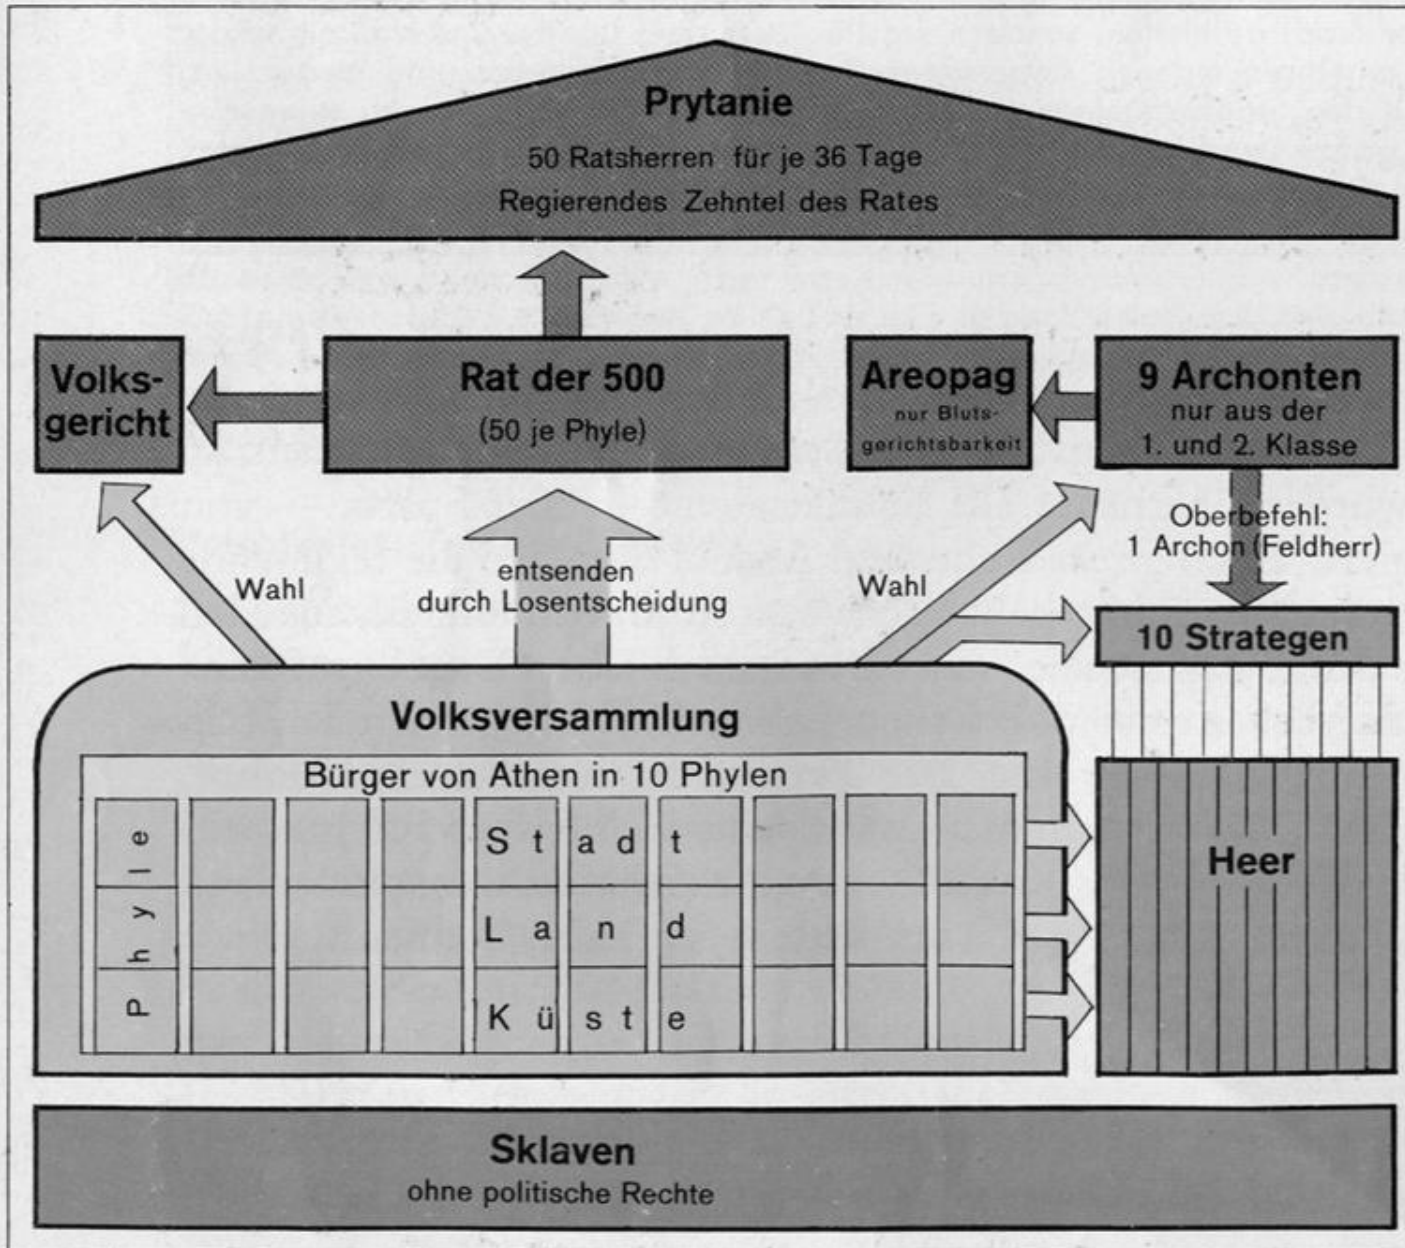 Prytanie
50 Ratsherren für je 36 Tage
Regierendes Zehntel des Rates
Volks-
gericht
Rat der 500
(50 je Phyle)
Areopag
nur Bluts-
gerichtsbarkeit
9 Archonten
nur aus der
1. und 2. Klasse
Wahl
entsenden
durch Losentscheidung
Wahl
Oberbefehl:
1 Archon (Feldherr)
10 Strategen
Volksversammlung
Bürger von Athen in 10 Phylen
Phyle
Stadt
Land
Küste
Heer
Sklaven
ohne politische Rechte